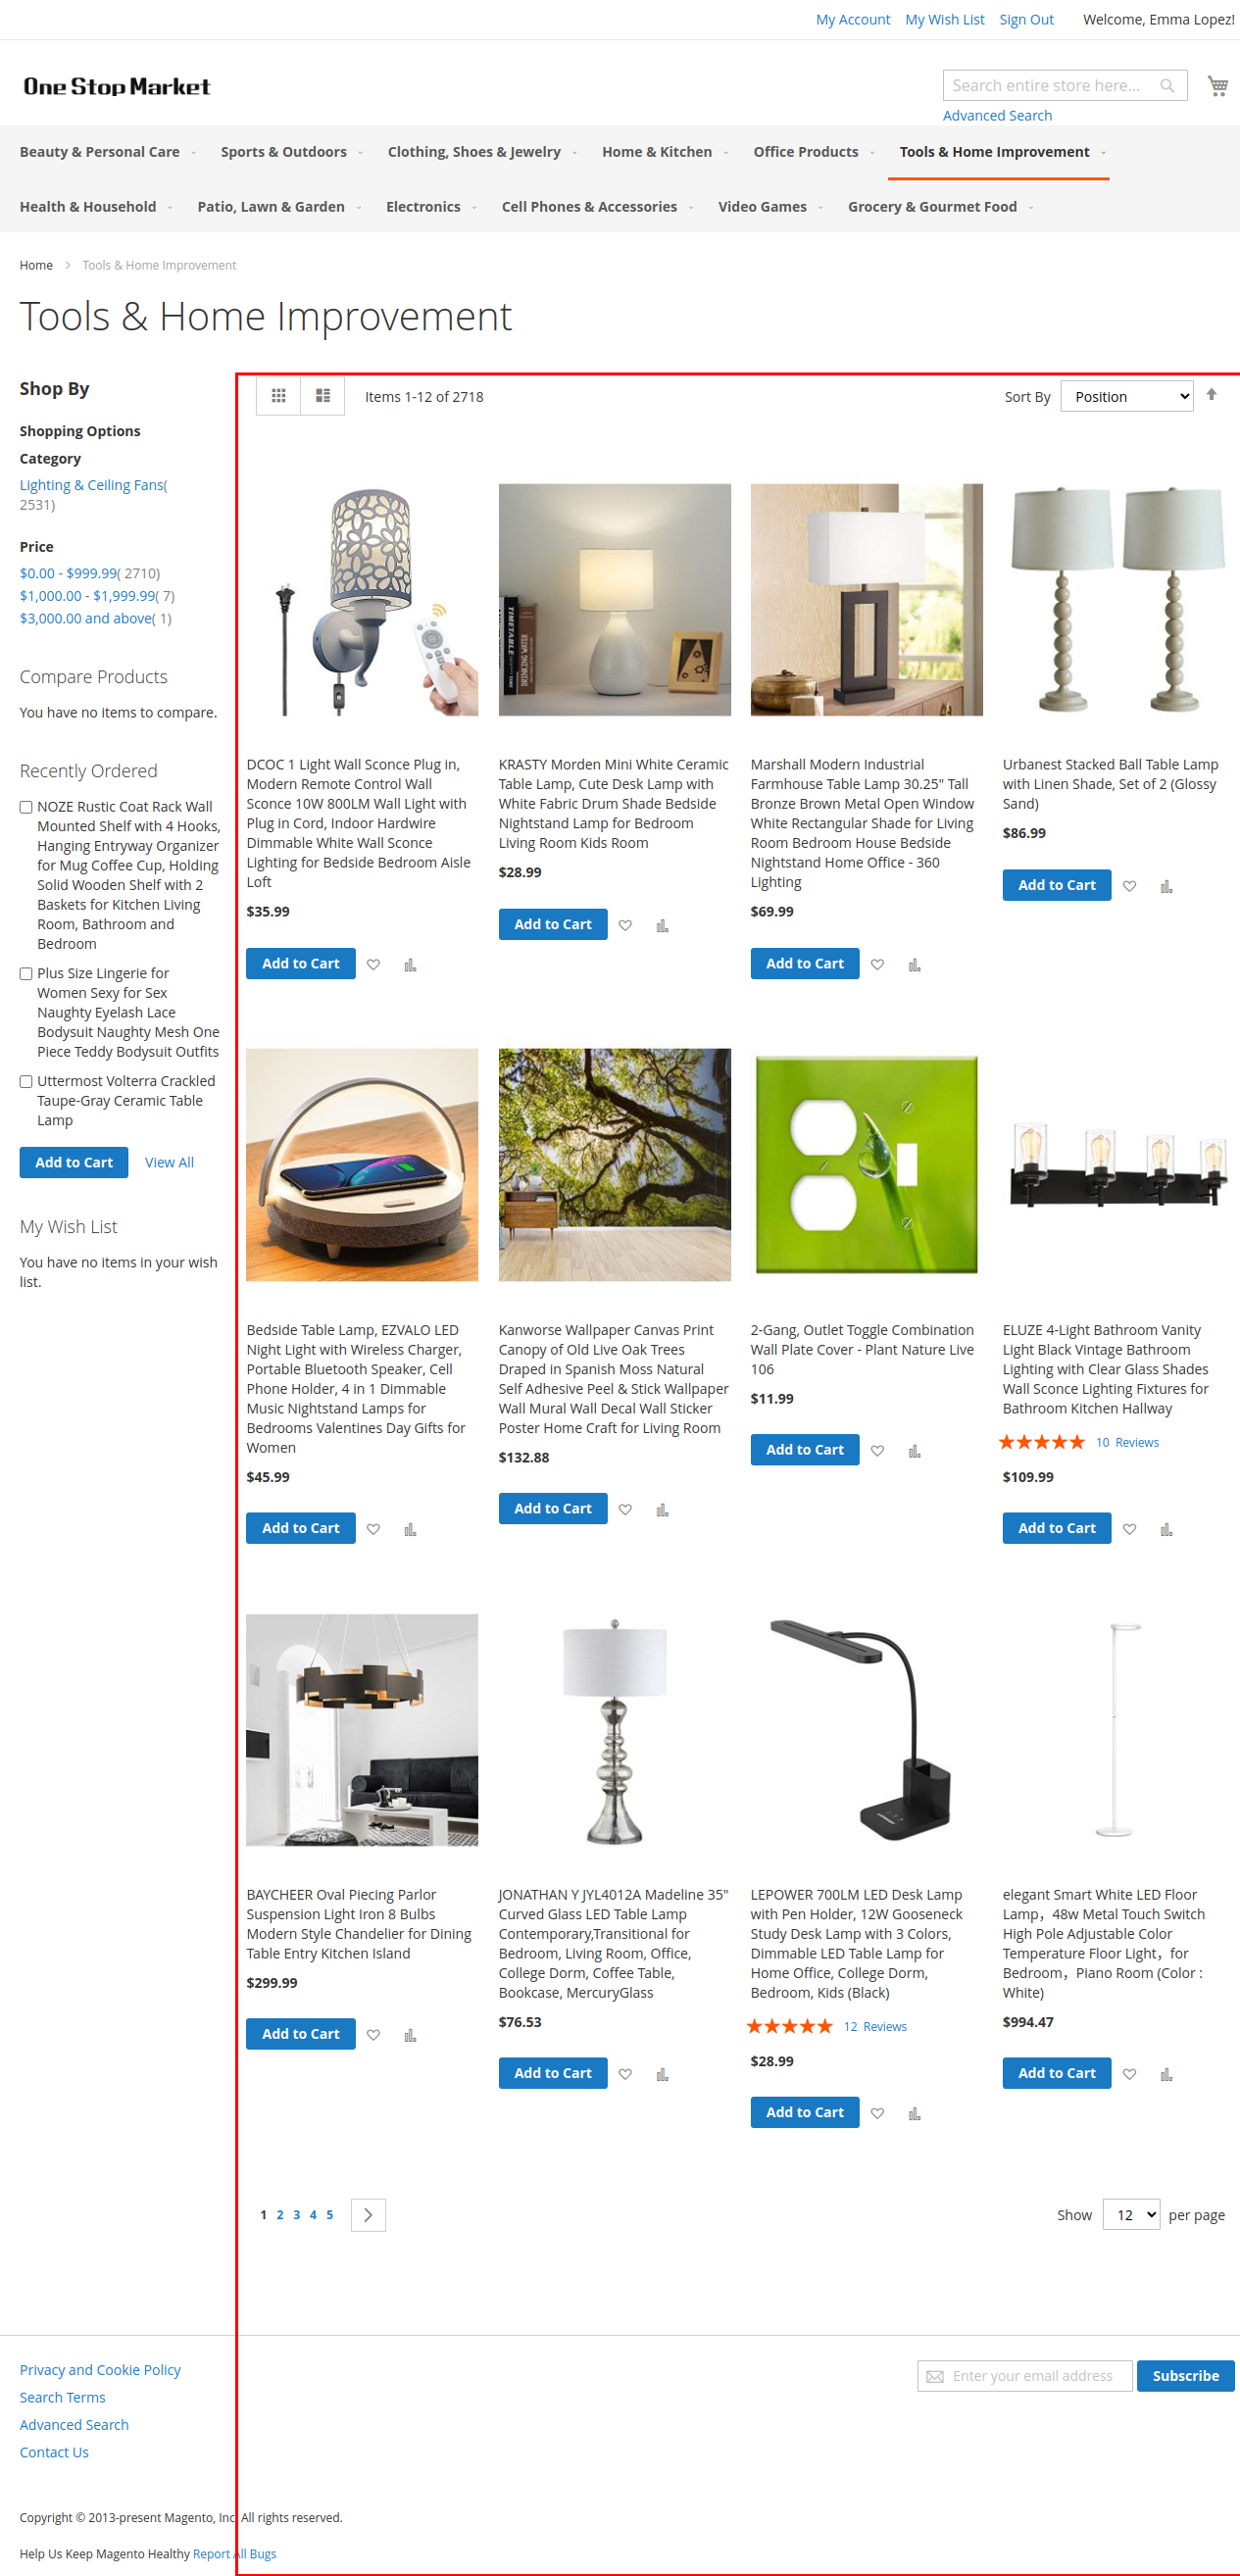 My Account My Wish List Sign Out Welcome, Emma Lopez!
One Stop Market
Search entire store here...
Advanced Search
Beauty & Personal Care Sports & Outdoors Clothing, Shoes & Jewelry Home & Kitchen Office Products Tools & Home Improvement
Health & Household Patio, Lawn & Garden Electronics Cell Phones & Accessories Video Games Grocery & Gourmet Food
Home Tools & Home Improvement
Tools & Home Improvement
Shop By
Shopping Options
Category
Lighting & Ceiling Fans(
2531)
Price
$0.00 - $999.99( 2710)
$1,000.00 - $1,999.99( 7)
$3,000.00 and above( 1)
Compare Products
You have no items to compare.
Recently Ordered
NOZE Rustic Coat Rack Wall
Mounted Shelf with 4 Hooks,
Hanging Entryway Organizer
for Mug Coffee Cup, Holding
Solid Wooden Shelf with 2
Baskets for Kitchen Living
Room, Bathroom and
Bedroom
Plus Size Lingerie for
Women Sexy for Sex
Naughty Eyelash Lace
Bodysuit Naughty Mesh One
Piece Teddy Bodysuit Outfits
Uttermost Volterra Crackled
Taupe-Gray Ceramic Table
Lamp
Add to Cart View All
My Wish List
You have no items in your wish
list.
Items 1-12 of 2718
Sort By Position
TIMETABLE
DRINKING WATER
DCOC 1 Light Wall Sconce Plug in,
Modern Remote Control Wall
Sconce 10W 800LM Wall Light with
Plug in Cord, Indoor Hardwire
Dimmable White Wall Sconce
Lighting for Bedside Bedroom Aisle
Loft
$35.99
Add to Cart
KRASTY Morden Mini White Ceramic
Table Lamp, Cute Desk Lamp with
White Fabric Drum Shade Bedside
Nightstand Lamp for Bedroom
Living Room Kids Room
$28.99
Add to Cart
Marshall Modern Industrial
Farmhouse Table Lamp 30.25" Tall
Bronze Brown Metal Open Window
White Rectangular Shade for Living
Room Bedroom House Bedside
Nightstand Home Office - 360
Lighting
$69.99
Add to Cart
Urbanest Stacked Ball Table Lamp
with Linen Shade, Set of 2 (Glossy
Sand)
$86.99
Add to Cart
Bedside Table Lamp, EZVALO LED
Night Light with Wireless Charger,
Portable Bluetooth Speaker, Cell
Phone Holder, 4 in 1 Dimmable
Music Nightstand Lamps for
Bedrooms Valentines Day Gifts for
Women
$45.99
Add to Cart
Kanworse Wallpaper Canvas Print
Canopy of Old Live Oak Trees
Draped in Spanish Moss Natural
Self Adhesive Peel & Stick Wallpaper
Wall Mural Wall Decal Wall Sticker
Poster Home Craft for Living Room
$132.88
Add to Cart
2-Gang, Outlet Toggle Combination
Wall Plate Cover - Plant Nature Live
106
$11.99
Add to Cart
ELUZE 4-Light Bathroom Vanity
Light Black Vintage Bathroom
Lighting with Clear Glass Shades
Wall Sconce Lighting Fixtures for
Bathroom Kitchen Hallway
10 Reviews
$109.99
Add to Cart
BAYCHEER Oval Piecing Parlor
Suspension Light Iron 8 Bulbs
Modern Style Chandelier for Dining
Table Entry Kitchen Island
$299.99
Add to Cart
JONATHAN Y JYL4012A Madeline 35"
Curved Glass LED Table Lamp
Contemporary,Transitional for
Bedroom, Living Room, Office,
College Dorm, Coffee Table,
Bookcase, MercuryGlass
$76.53
Add to Cart
LEPOWER 700LM LED Desk Lamp
with Pen Holder, 12W Gooseneck
Study Desk Lamp with 3 Colors,
Dimmable LED Table Lamp for
Home Office, College Dorm,
Bedroom, Kids (Black)
12 Reviews
$28.99
Add to Cart
elegant Smart White LED Floor
Lamp，48w Metal Touch Switch
High Pole Adjustable Color
Temperature Floor Light，for
Bedroom，Piano Room (Color :
White)
$994.47
Add to Cart
1 2 3 4 5
Show 12 per page
Privacy and Cookie Policy
Search Terms
Advanced Search
Contact Us
Enter your email address Subscribe
Copyright © 2013-present Magento, Inc. All rights reserved.
Help Us Keep Magento Healthy Report All Bugs